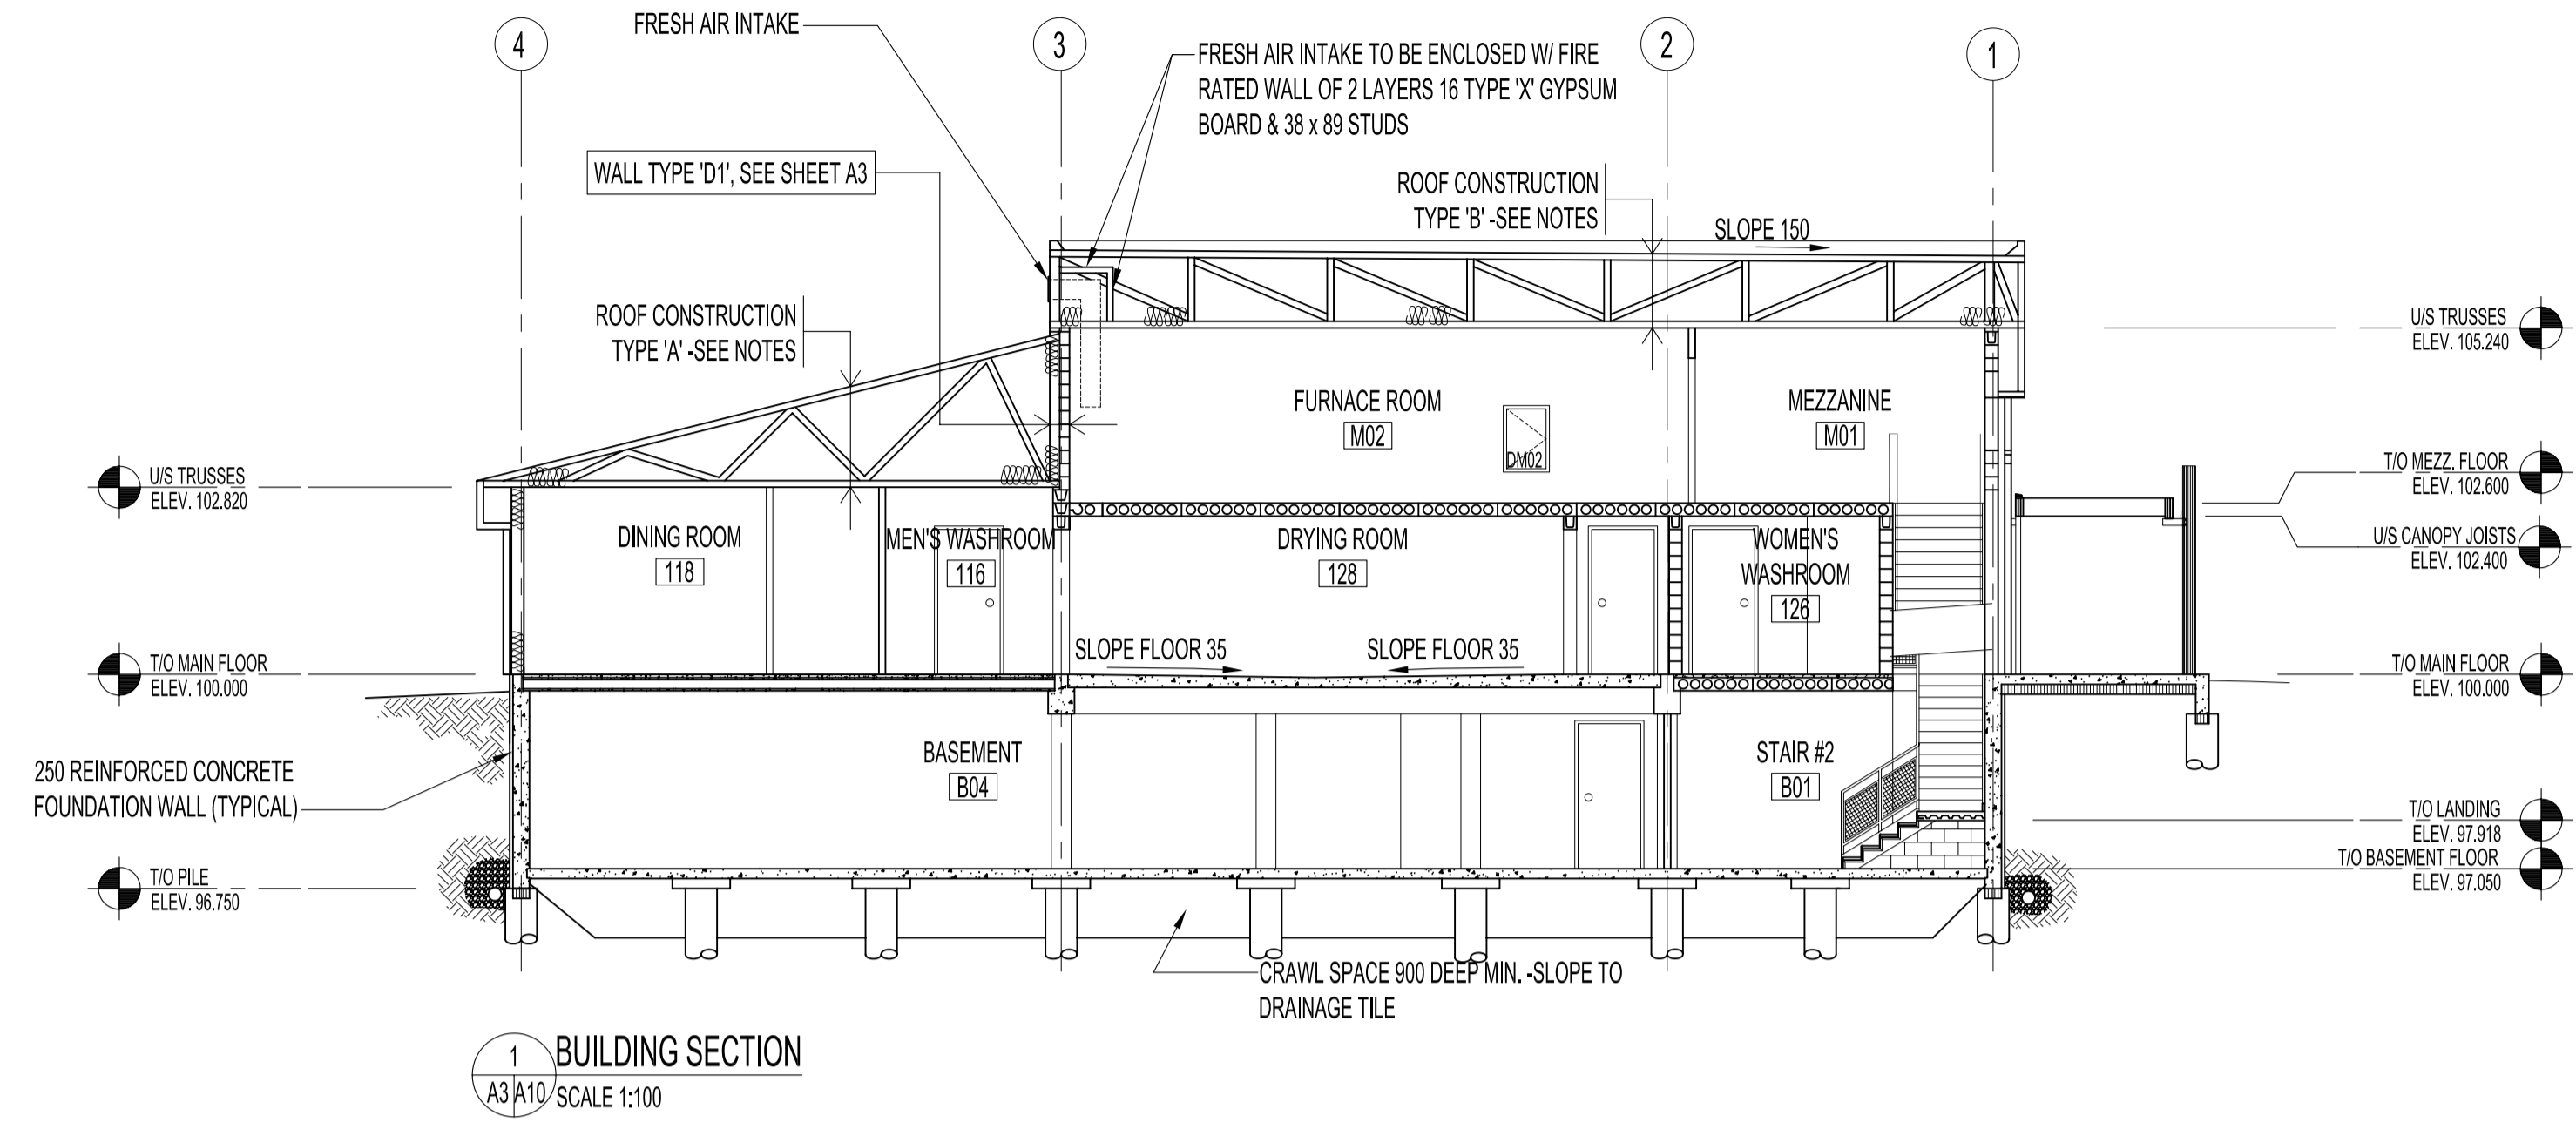 FRESH AIR INTAKE
4
3
2
1
FRESH AIR INTAKE TO BE ENCLOSED W/ FIRE
RATED WALL OF 2 LAYERS 16 TYPE 'X' GYPSUM
BOARD & 38 x 89 STUDS
WALL TYPE 'D1', SEE SHEET A3
ROOF CONSTRUCTION
TYPE 'B' -SEE NOTES
SLOPE 150
ROOF CONSTRUCTION
TYPE 'A' -SEE NOTES
U/S TRUSSES
ELEV. 105.240
FURNACE ROOM
M02
DM02
MEZZANINE
M01
U/S TRUSSES
ELEV. 102.820
T/O MEZZ. FLOOR
ELEV. 102.600
U/S CANOPY JOISTS
ELEV. 102.400
DINING ROOM
118
MEN'S WASHROOM
116
DRYING ROOM
128
WOMEN'S
WASHROOM
126
SLOPE FLOOR 35
SLOPE FLOOR 35
T/O MAIN FLOOR
ELEV. 100.000
T/O MAIN FLOOR
ELEV. 100.000
250 REINFORCED CONCRETE
FOUNDATION WALL (TYPICAL)
BASEMENT
B04
STAIR #2
B01
T/O LANDING
ELEV. 97.918
T/O BASEMENT FLOOR
ELEV. 97.050
T/O PILE
ELEV. 96.750
CRAWL SPACE 900 DEEP MIN. -SLOPE TO
DRAINAGE TILE
1
A3 A10
BUILDING SECTION
SCALE 1:100